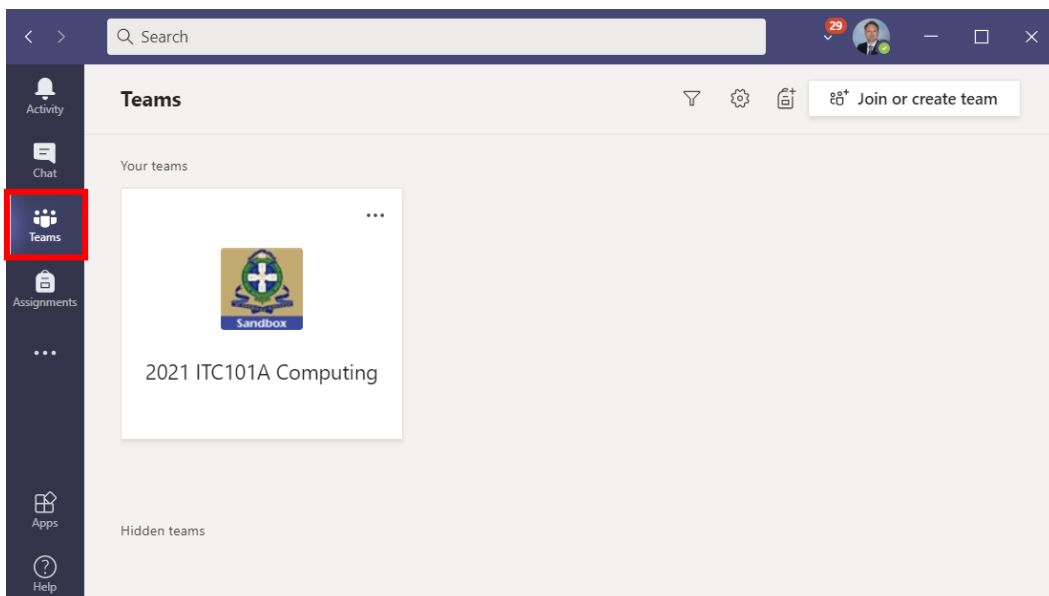 Search
29
Activity
Chat
Teams
Assignments
Apps
Help
Teams
Join or create team
Your teams
Sandbox
2021 ITC101A Computing
Hidden teams